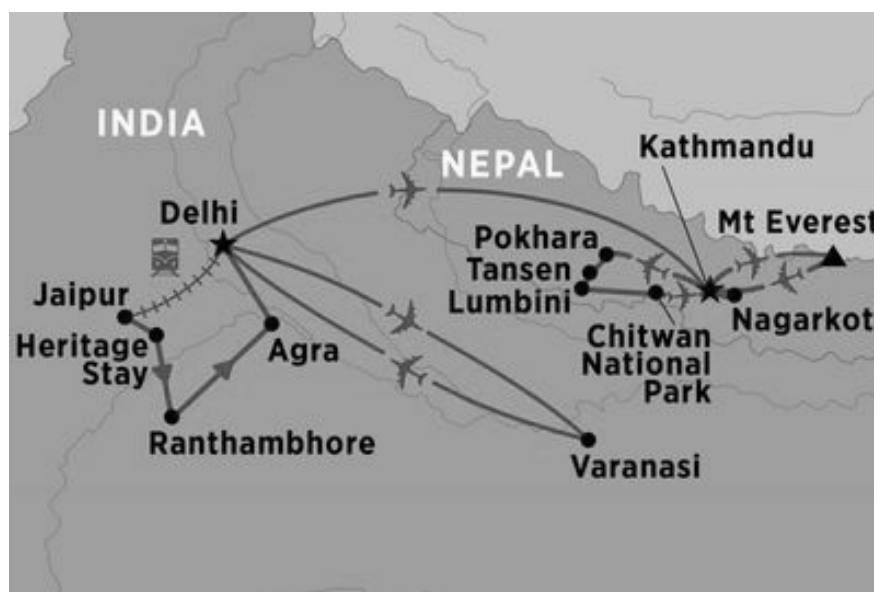 INDIA
NEPAL
Kathmandu
Delhi
Mt Everest
Pokhara
Tansen
Lumbini
Jaipur
Heritage
Stay
Agra
Chitwan
National
Park
Nagarkot
Ranthambhore
Varanasi